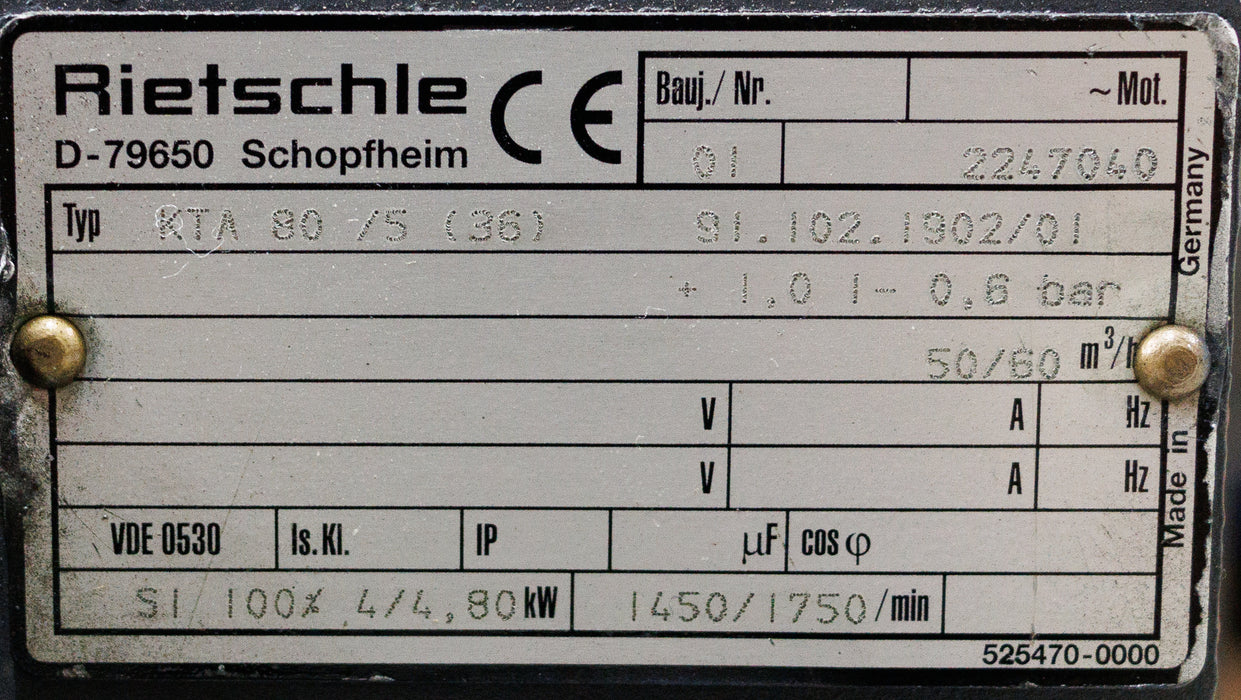 Rietschle CE
D-79650 Schopfheim
Bauj./ Nr. ~ Mot.
01 2247040
Typ KTA 80 /5 (36) 91.102.1902/01
+ 1,0 I- 0,6 bar
50/60 m³/h
V A Hz
V A Hz
VDE 0530 Is.Kl. IP µF cos φ
S1 100% 4/4,80 kW 1450/1750 /min
525470-0000
Made in Germany